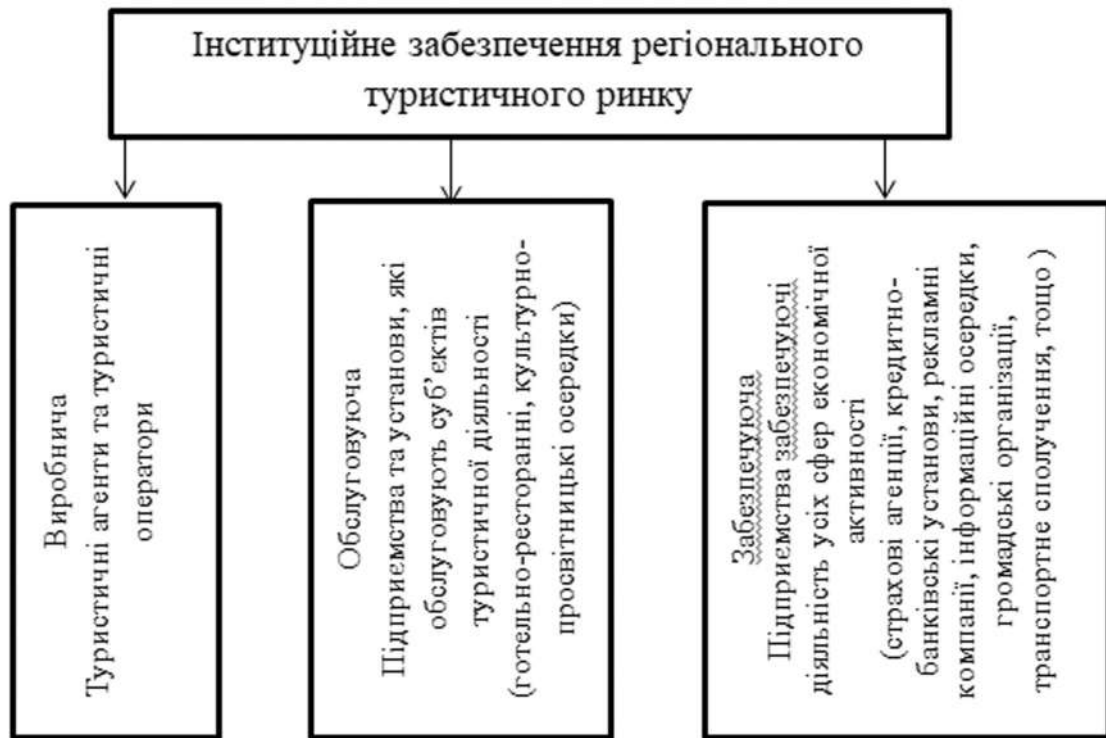 Інституційне забезпечення регіонального
туристичного ринку
Виробнича
Туристичні агенти та туристичні
оператори
Обслуговуюча
Підприємства та установи, які
обслуговують суб’єктів
туристичної діяльності
(готельно-ресторанні, культурно-
просвітницькі осередки)
Забезпечуюча
Підприємства забезпечуючі
діяльність усіх сфер економічної
активності
(страхові агенції, кредитно-
банківські установи, рекламні
компанії, інформаційні осередки,
громадські організації,
транспортне сполучення, тощо )